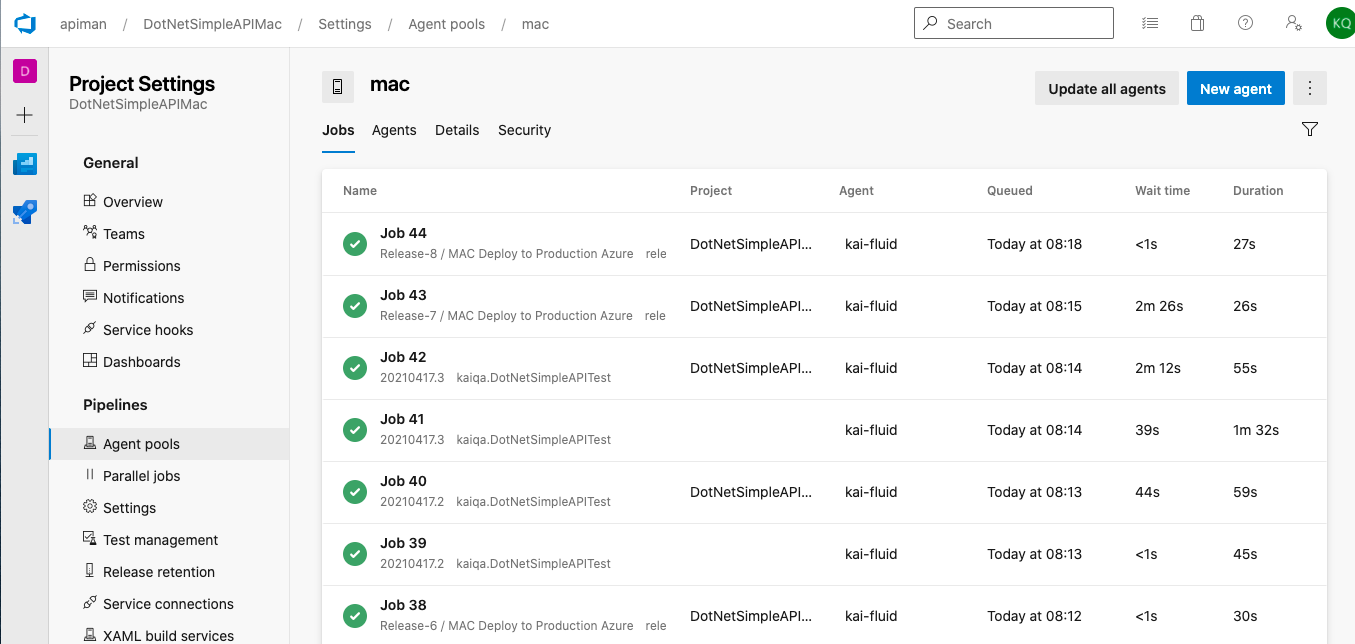 apiman / DotNetSimpleAPIMac / Settings / Agent pools / mac Search KQ
D
Project Settings
DotNetSimpleAPIMac
General
Overview
Teams
Permissions
Notifications
Service hooks
Dashboards
Pipelines
Agent pools
Parallel jobs
Settings
Test management
Release retention
Service connections
XAML build services
mac
Update all agents New agent
Jobs Agents Details Security
Name Project Agent Queued Wait time Duration
Job 44
Release-8 / MAC Deploy to Production Azure rele
DotNetSimpleAPI... kai-fluid Today at 08:18 <1s 27s
Job 43
Release-7 / MAC Deploy to Production Azure rele
DotNetSimpleAPI... kai-fluid Today at 08:15 2m 26s 26s
Job 42
20210417.3 kaiqa.DotNetSimpleAPITest
DotNetSimpleAPI... kai-fluid Today at 08:14 2m 12s 55s
Job 41
20210417.3 kaiqa.DotNetSimpleAPITest
kai-fluid Today at 08:14 39s 1m 32s
Job 40
20210417.2 kaiqa.DotNetSimpleAPITest
DotNetSimpleAPI... kai-fluid Today at 08:13 44s 59s
Job 39
20210417.2 kaiqa.DotNetSimpleAPITest
kai-fluid Today at 08:13 <1s 45s
Job 38
Release-6 / MAC Deploy to Production Azure rele
DotNetSimpleAPI... kai-fluid Today at 08:12 <1s 30s